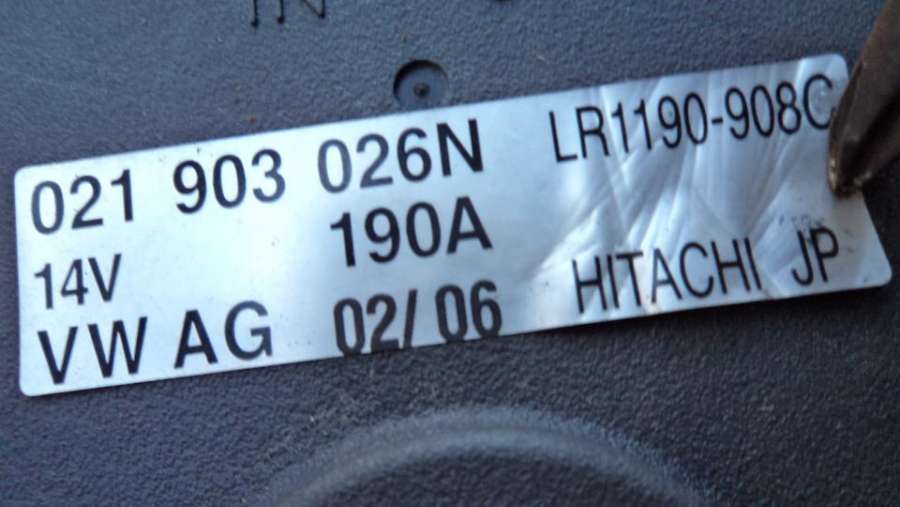 021 903 026N LR1190-908C
14V 190A
VW AG 02/06 HITACHI JP